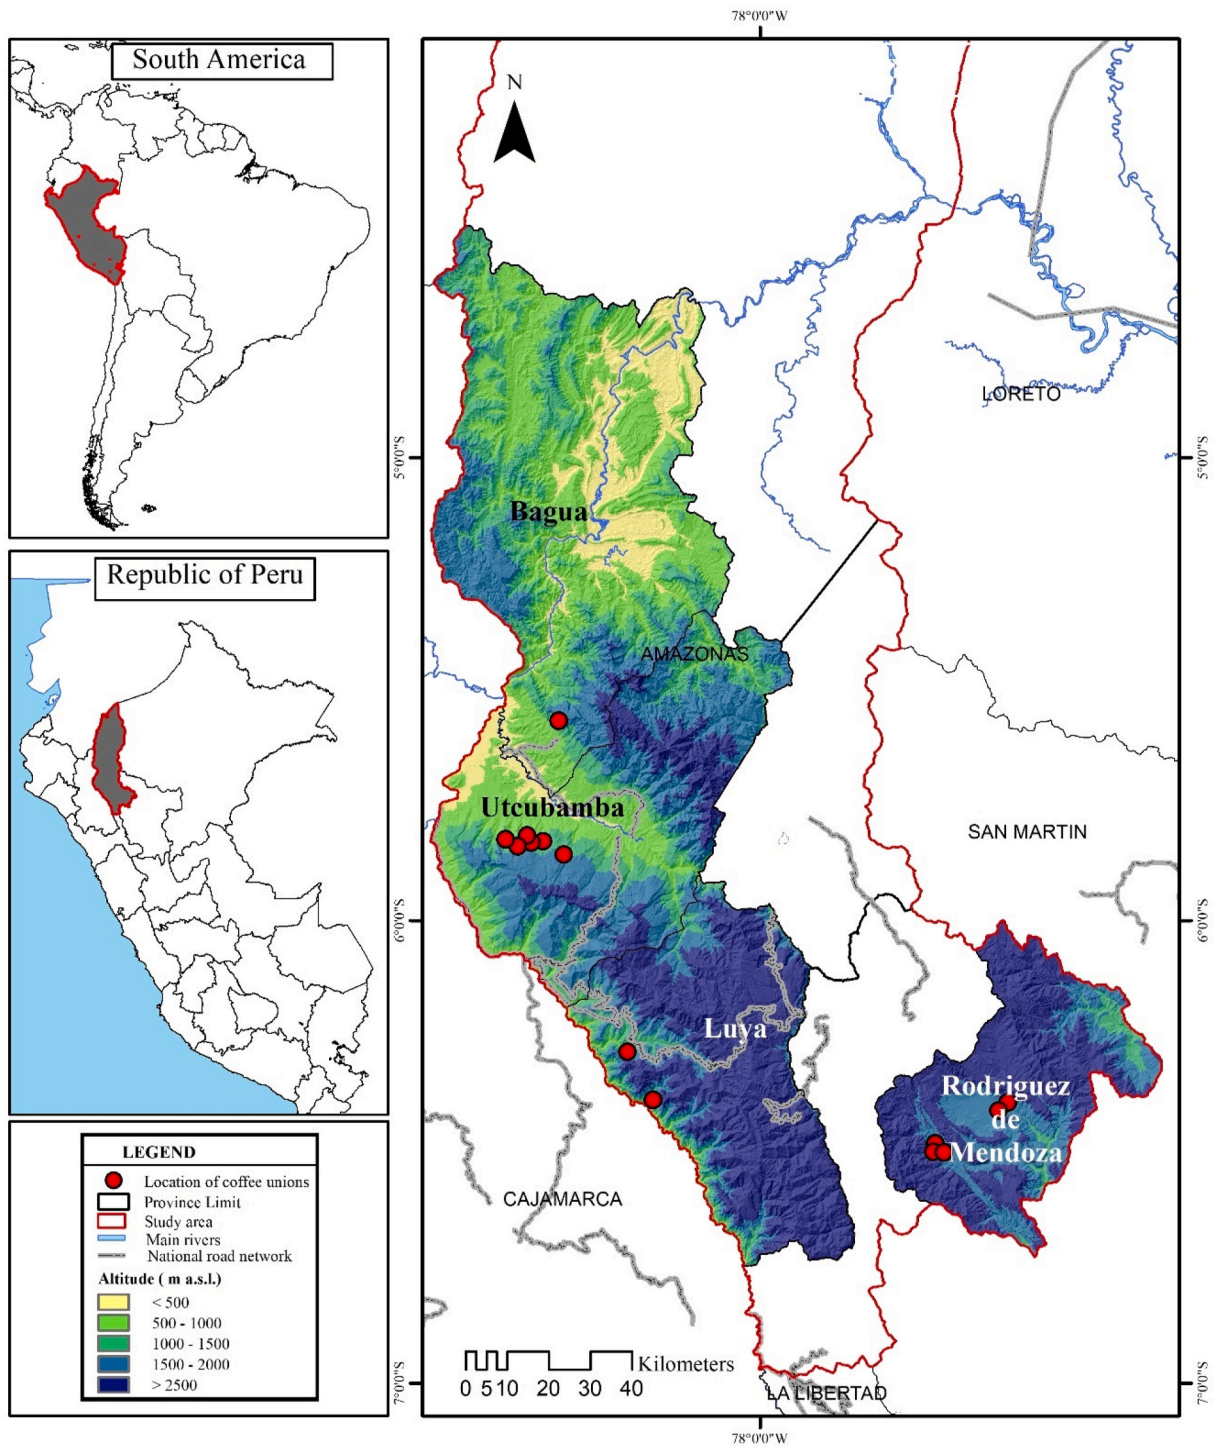 South America
Republic of Peru
LEGEND
Location of coffee unions
Province Limit
Study area
Main rivers
National road network
Altitude ( m a.s.l.)
< 500
500 - 1000
1000 - 1500
1500 - 2000
> 2500
78°0'0"W
N
LORETO
5°0'0"S
5°0'0"S
Bagua
AMAZONAS
Utcubamba
SAN MARTIN
6°0'0"S
6°0'0"S
Luya
Rodriguez
de
Mendoza
CAJAMARCA
Kilometers
0 5 10 20 30 40
7°0'0"S
7°0'0"S
LA LIBERTAD
78°0'0"W